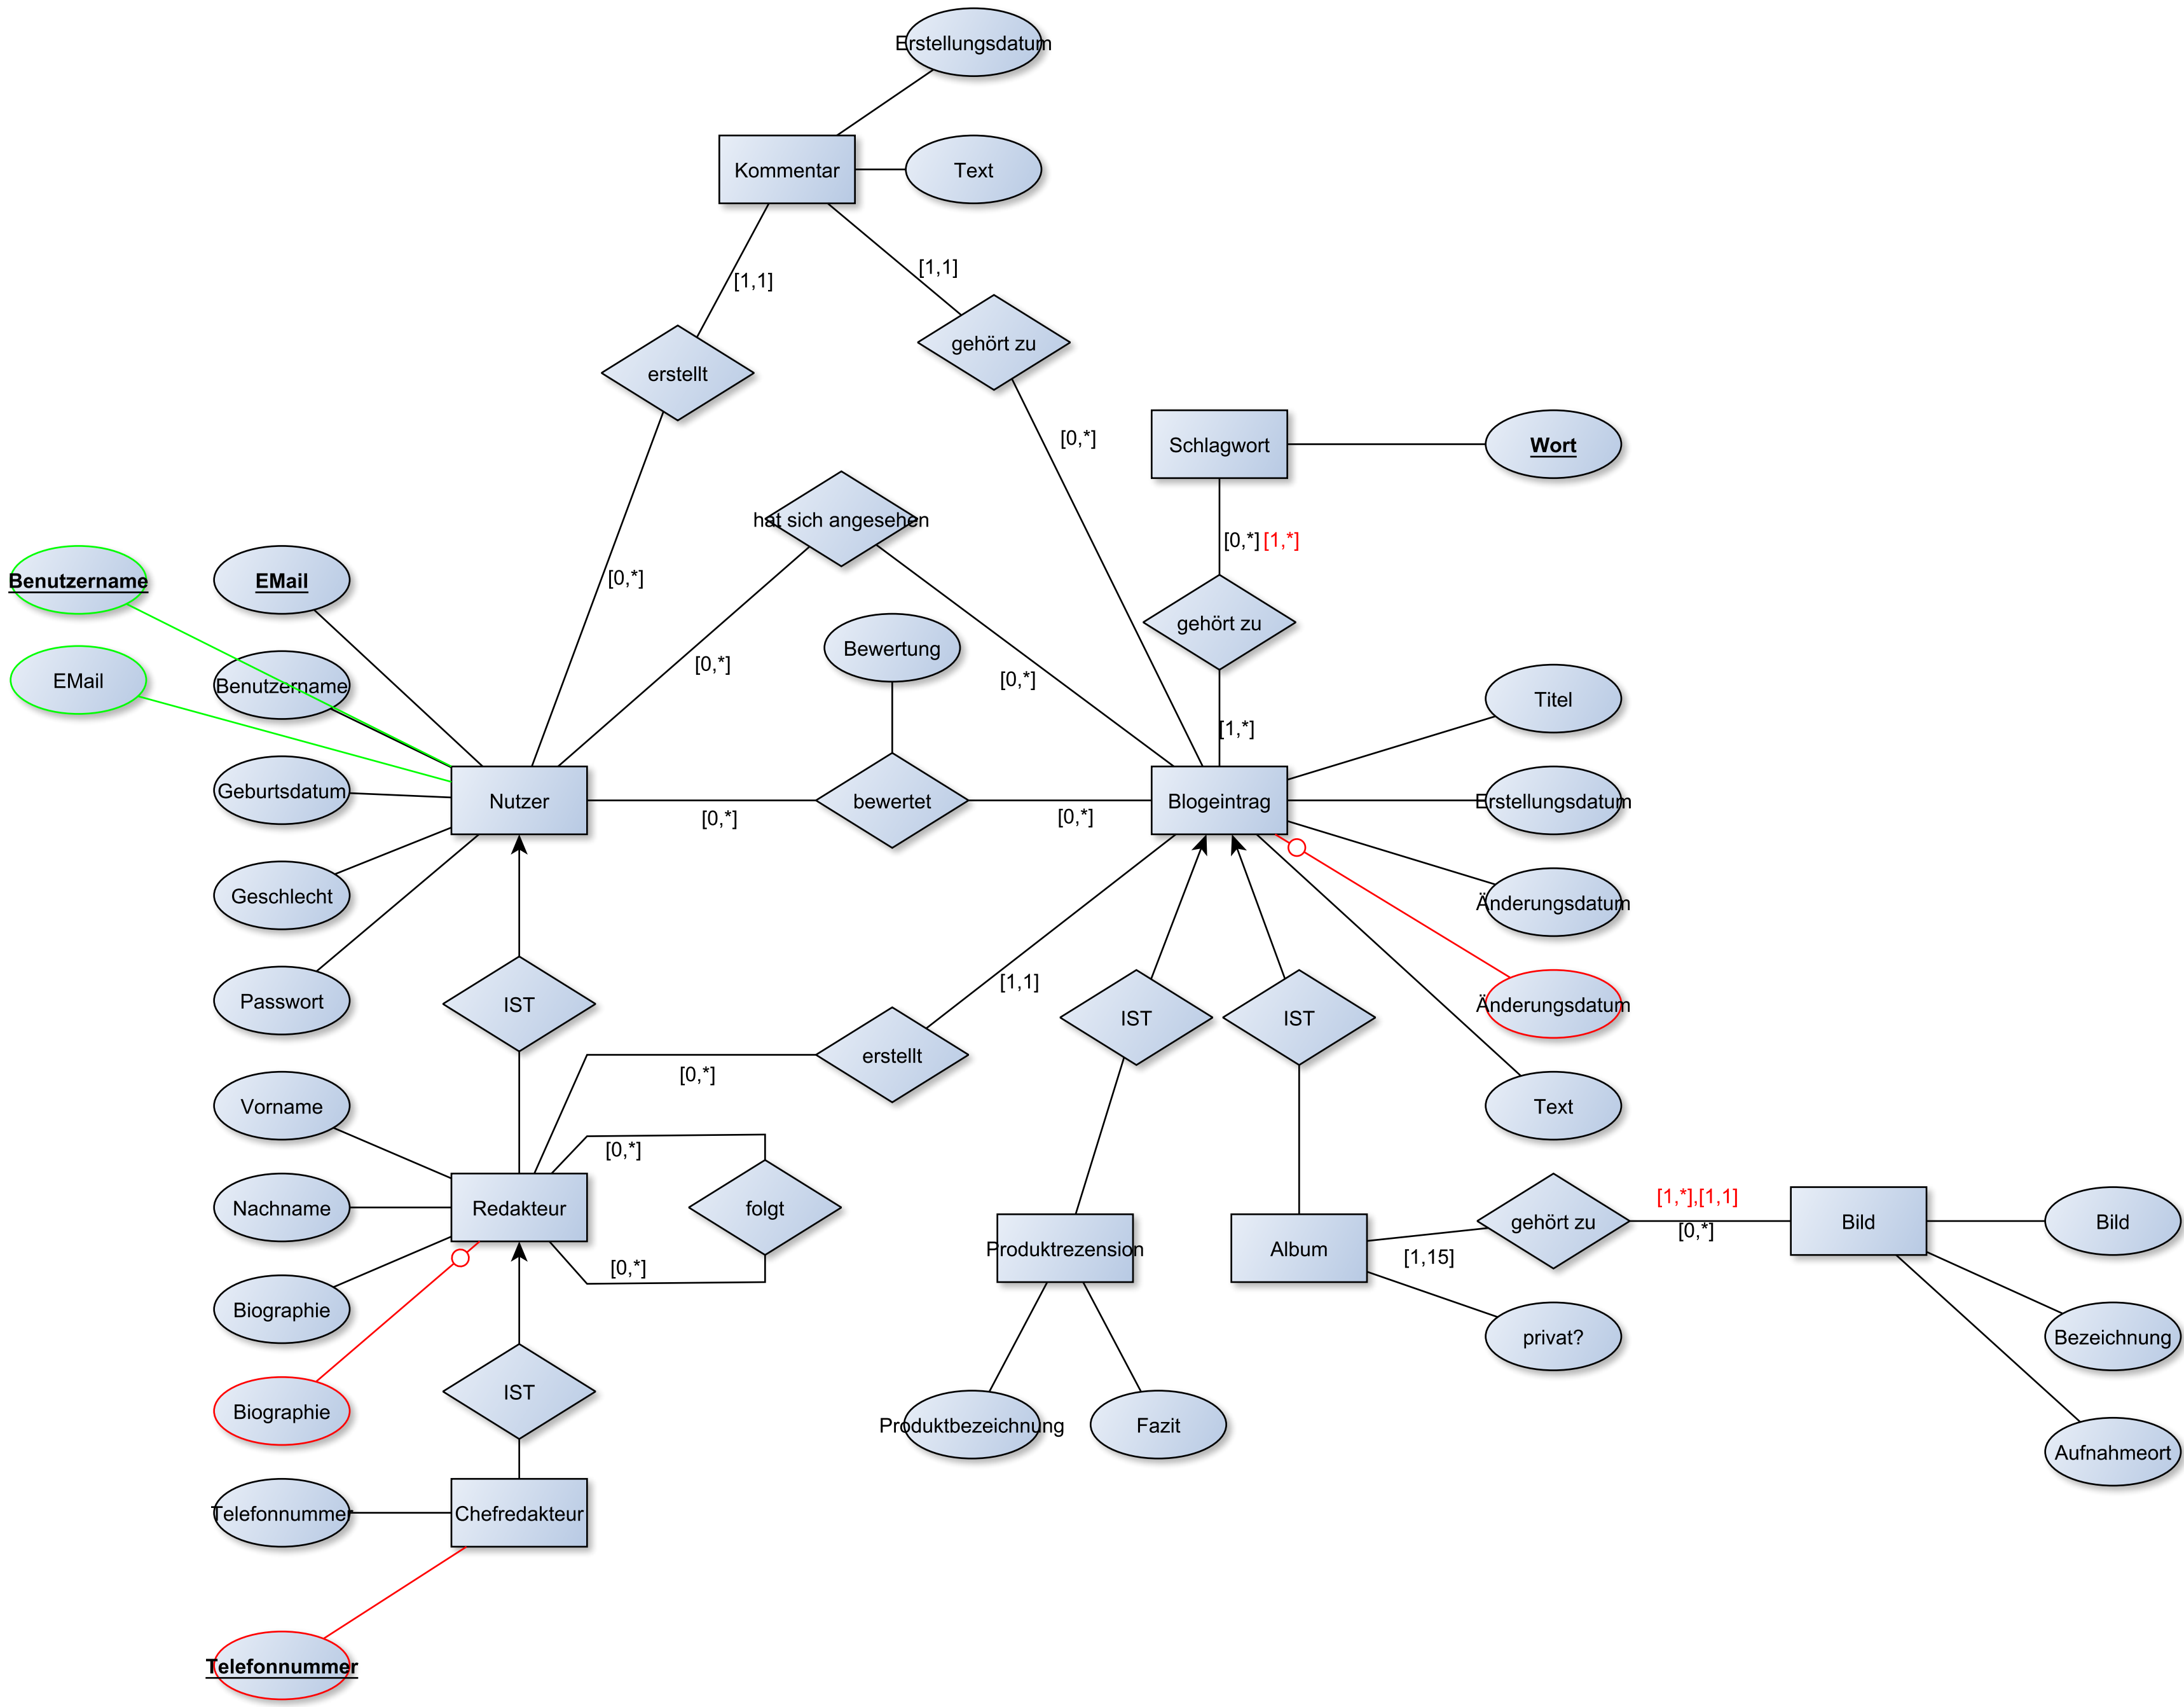 Erstellungsdatum
Kommentar
Text
[1,1]
[1,1]
gehört zu
erstellt
[0,*]
Schlagwort
Wort
hat sich angesehen
[0,*] [1,*]
Benutzername
EMail
[0,*]
gehört zu
Bewertung
[0,*]
[0,*]
EMail
Benutzername
Titel
[1,*]
Geburtsdatum
Nutzer
bewertet
Blogeintrag
Erstellungsdatum
[0,*]
[0,*]
Geschlecht
Änderungsdatum
[1,1]
Passwort
IST
IST
IST
Änderungsdatum
erstellt
[0,*]
Vorname
Text
[0,*]
[1,*],[1,1]
Nachname
Redakteur
folgt
gehört zu
[0,*]
Bild
Bild
Produktrezension
Album
[1,15]
[0,*]
Biographie
privat?
Bezeichnung
IST
Biographie
Produktbezeichnung
Fazit
Aufnahmeort
Telefonnummer
Chefredakteur
Telefonnummer